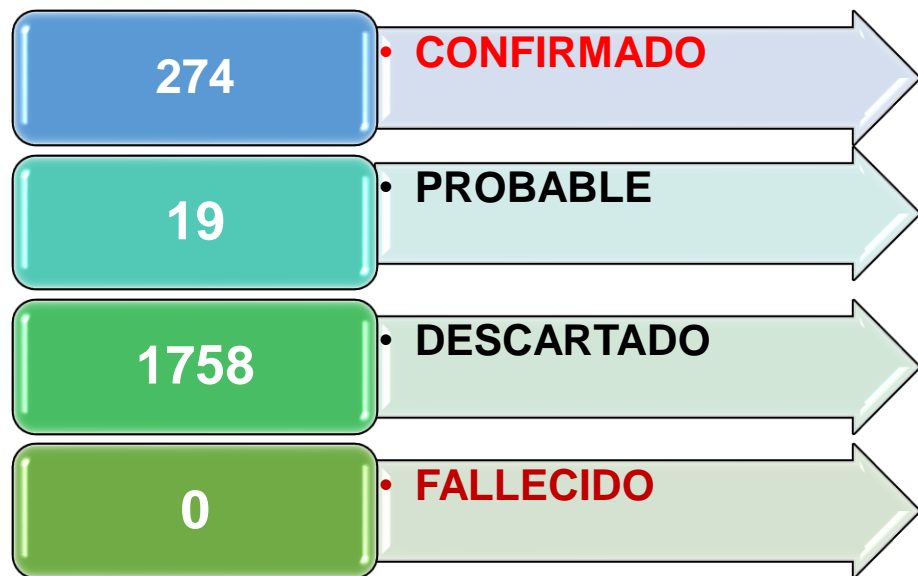 274
• CONFIRMADO
19
• PROBABLE
1758
• DESCARTADO
0
• FALLECIDO